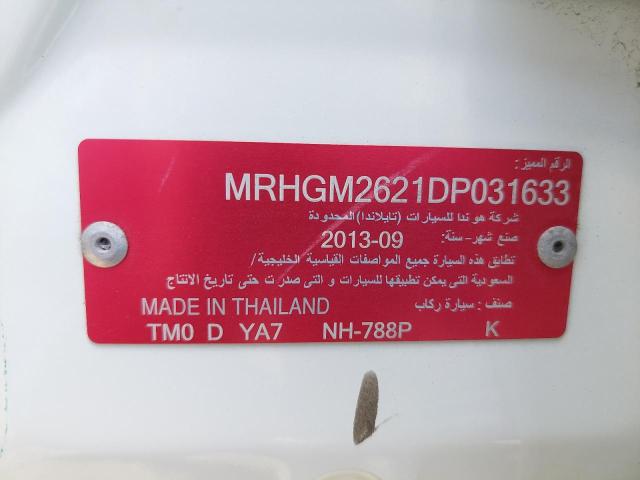 الرقم المميز :
MRHGM2621DP031633
شركة هوندا للسيارات (تايلاندا) المحدودة
صنع شهر-سنة: 2013-09
تطابق هذه السيارة جميع المواصفات القياسية الخليجية/
السعودية التى يمكن تطبيقها للسيارات و التى صدرت حتى تاريخ الانتاج
صنف : سيارة ركاب MADE IN THAILAND
TM0 D YA7 NH-788P K